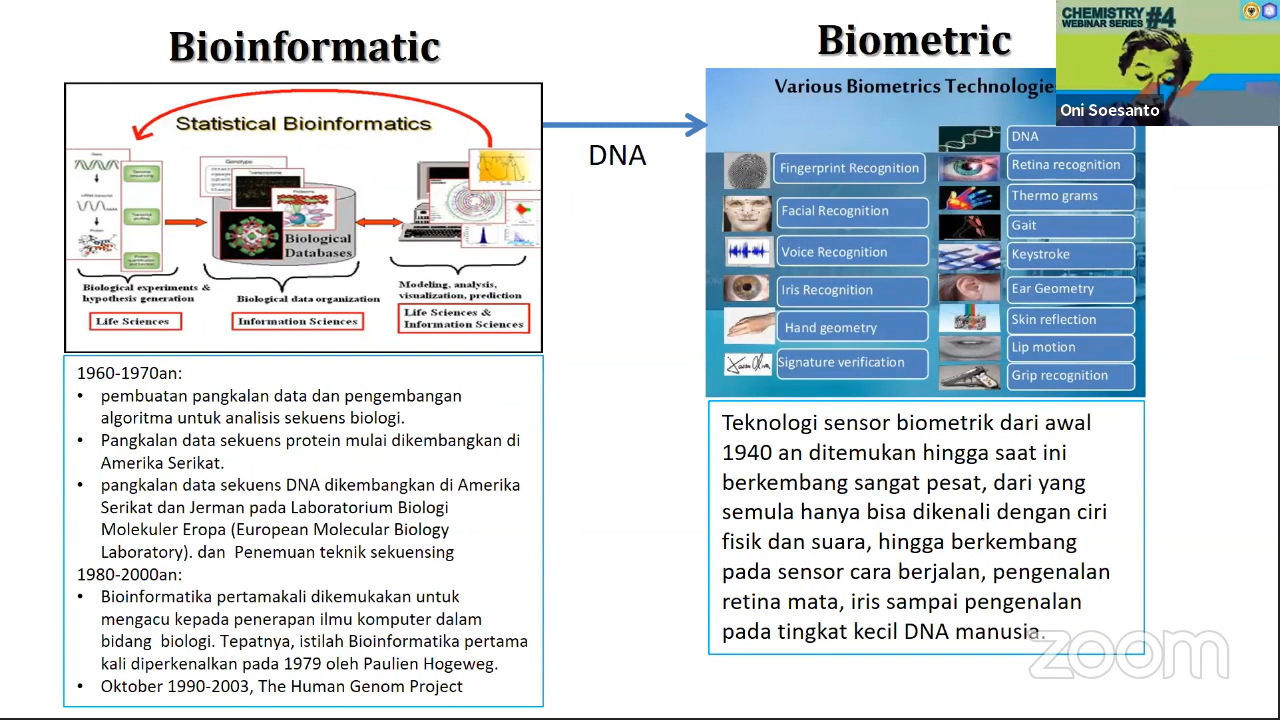 Bioinformatic
Statistical Bioinformatics
Genotype
Biological
Databases
Biological experiments &
hypothesis generation
Life Sciences
Biological data organization
Information Sciences
Modeling, analysis,
visualization, prediction
Life Sciences &
Information Sciences
1960-1970an:
• pembuatan pangkalan data dan pengembangan
algoritma untuk analisis sekuens biologi.
• Pangkalan data sekuens protein mulai dikembangkan di
Amerika Serikat.
• pangkalan data sekuens DNA dikembangkan di Amerika
Serikat dan Jerman pada Laboratorium Biologi
Molekuler Eropa (European Molecular Biology
Laboratory). dan Penemuan teknik sekuensing
1980-2000an:
• Bioinformatika pertamakali dikemukakan untuk
mengacu kepada penerapan ilmu komputer dalam
bidang biologi. Tepatnya, istilah Bioinformatika pertama
kali diperkenalkan pada 1979 oleh Paulien Hogeweg.
• Oktober 1990-2003, The Human Genom Project
DNA
Biometric
Various Biometrics Technologie
Fingerprint Recognition
Facial Recognition
Voice Recognition
Iris Recognition
Hand geometry
Signature verification
DNA
Retina recognition
Thermo grams
Gait
Keystroke
Ear Geometry
Skin reflection
Lip motion
Grip recognition
Teknologi sensor biometrik dari awal
1940 an ditemukan hingga saat ini
berkembang sangat pesat, dari yang
semula hanya bisa dikenali dengan ciri
fisik dan suara, hingga berkembang
pada sensor cara berjalan, pengenalan
retina mata, iris sampai pengenalan
pada tingkat kecil DNA manusia.
CHEMISTRY
WEBINAR SERIES #4
Oni Soesanto
zoom